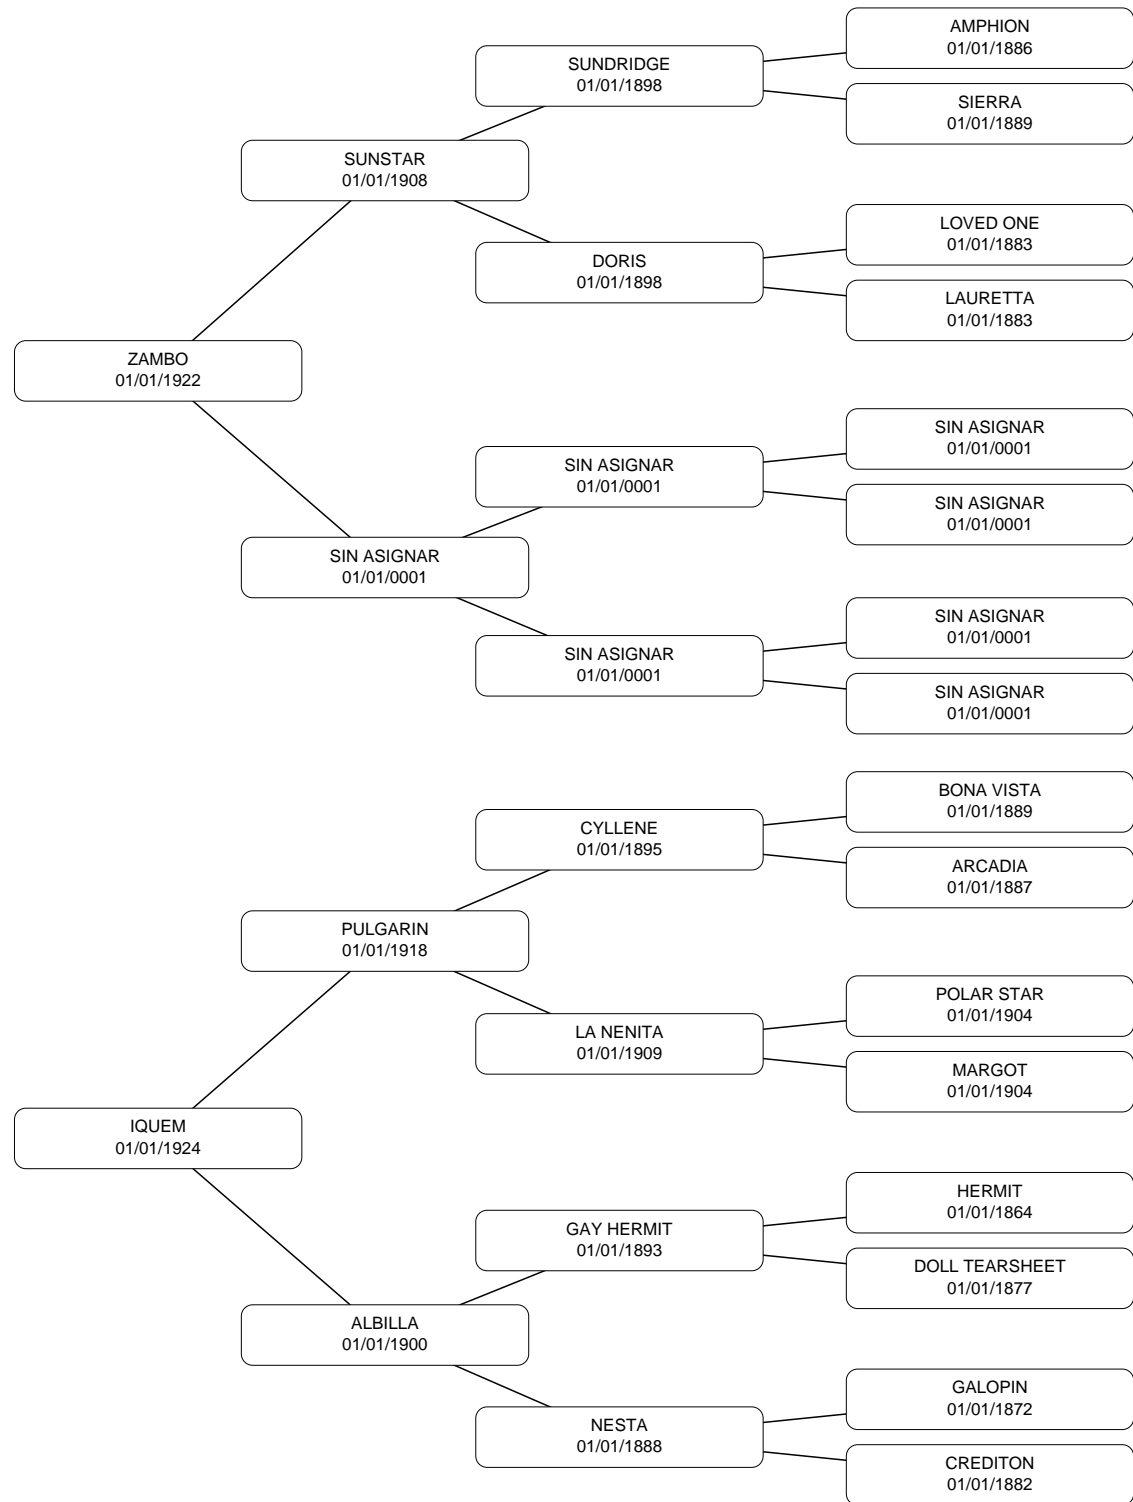 AMPHION
01/01/1886
SUNDRIDGE
01/01/1898
SIERRA
01/01/1889
SUNSTAR
01/01/1908
LOVED ONE
01/01/1883
DORIS
01/01/1898
LAURETTA
01/01/1883
ZAMBO
01/01/1922
SIN ASIGNAR
01/01/0001
SIN ASIGNAR
01/01/0001
SIN ASIGNAR
01/01/0001
SIN ASIGNAR
01/01/0001
SIN ASIGNAR
01/01/0001
SIN ASIGNAR
01/01/0001
SIN ASIGNAR
01/01/0001
BONA VISTA
01/01/1889
CYLLENE
01/01/1895
ARCADIA
01/01/1887
PULGARIN
01/01/1918
POLAR STAR
01/01/1904
LA NENITA
01/01/1909
MARGOT
01/01/1904
IQUEM
01/01/1924
HERMIT
01/01/1864
GAY HERMIT
01/01/1893
DOLL TEARSHEET
01/01/1877
ALBILLA
01/01/1900
GALOPIN
01/01/1872
NESTA
01/01/1888
CREDITON
01/01/1882